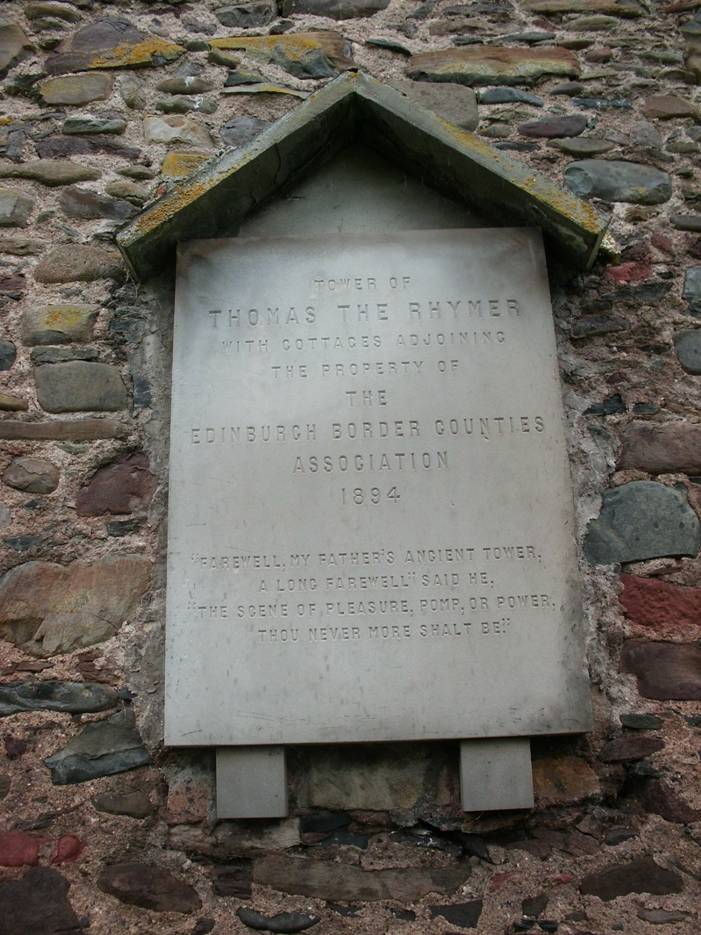 TOWER OF
THOMAS THE RHYMER
WITH COTTAGES ADJOINING
THE PROPERTY OF
THE
EDINBURGH BORDER COUNTIES
ASSOCIATION
1894
"FAREWELL, MY FATHER'S ANCIENT TOWER,
A LONG FAREWELL" SAID HE,
"THE SCENE OF PLEASURE, POMP, OR POWER,
THOU NEVER MORE SHALT BE."